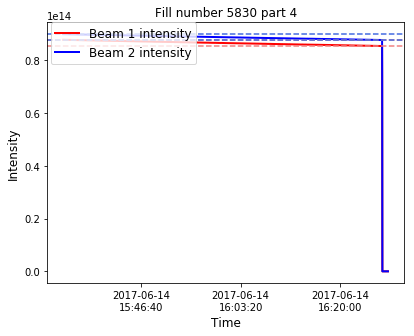 Fill number 5830 part 4
1e14
Beam 1 intensity
Beam 2 intensity
0.8
0.6
0.4
0.2
0.0
Intensity
2017-06-14
15:46:40
2017-06-14
16:03:20
2017-06-14
16:20:00
Time